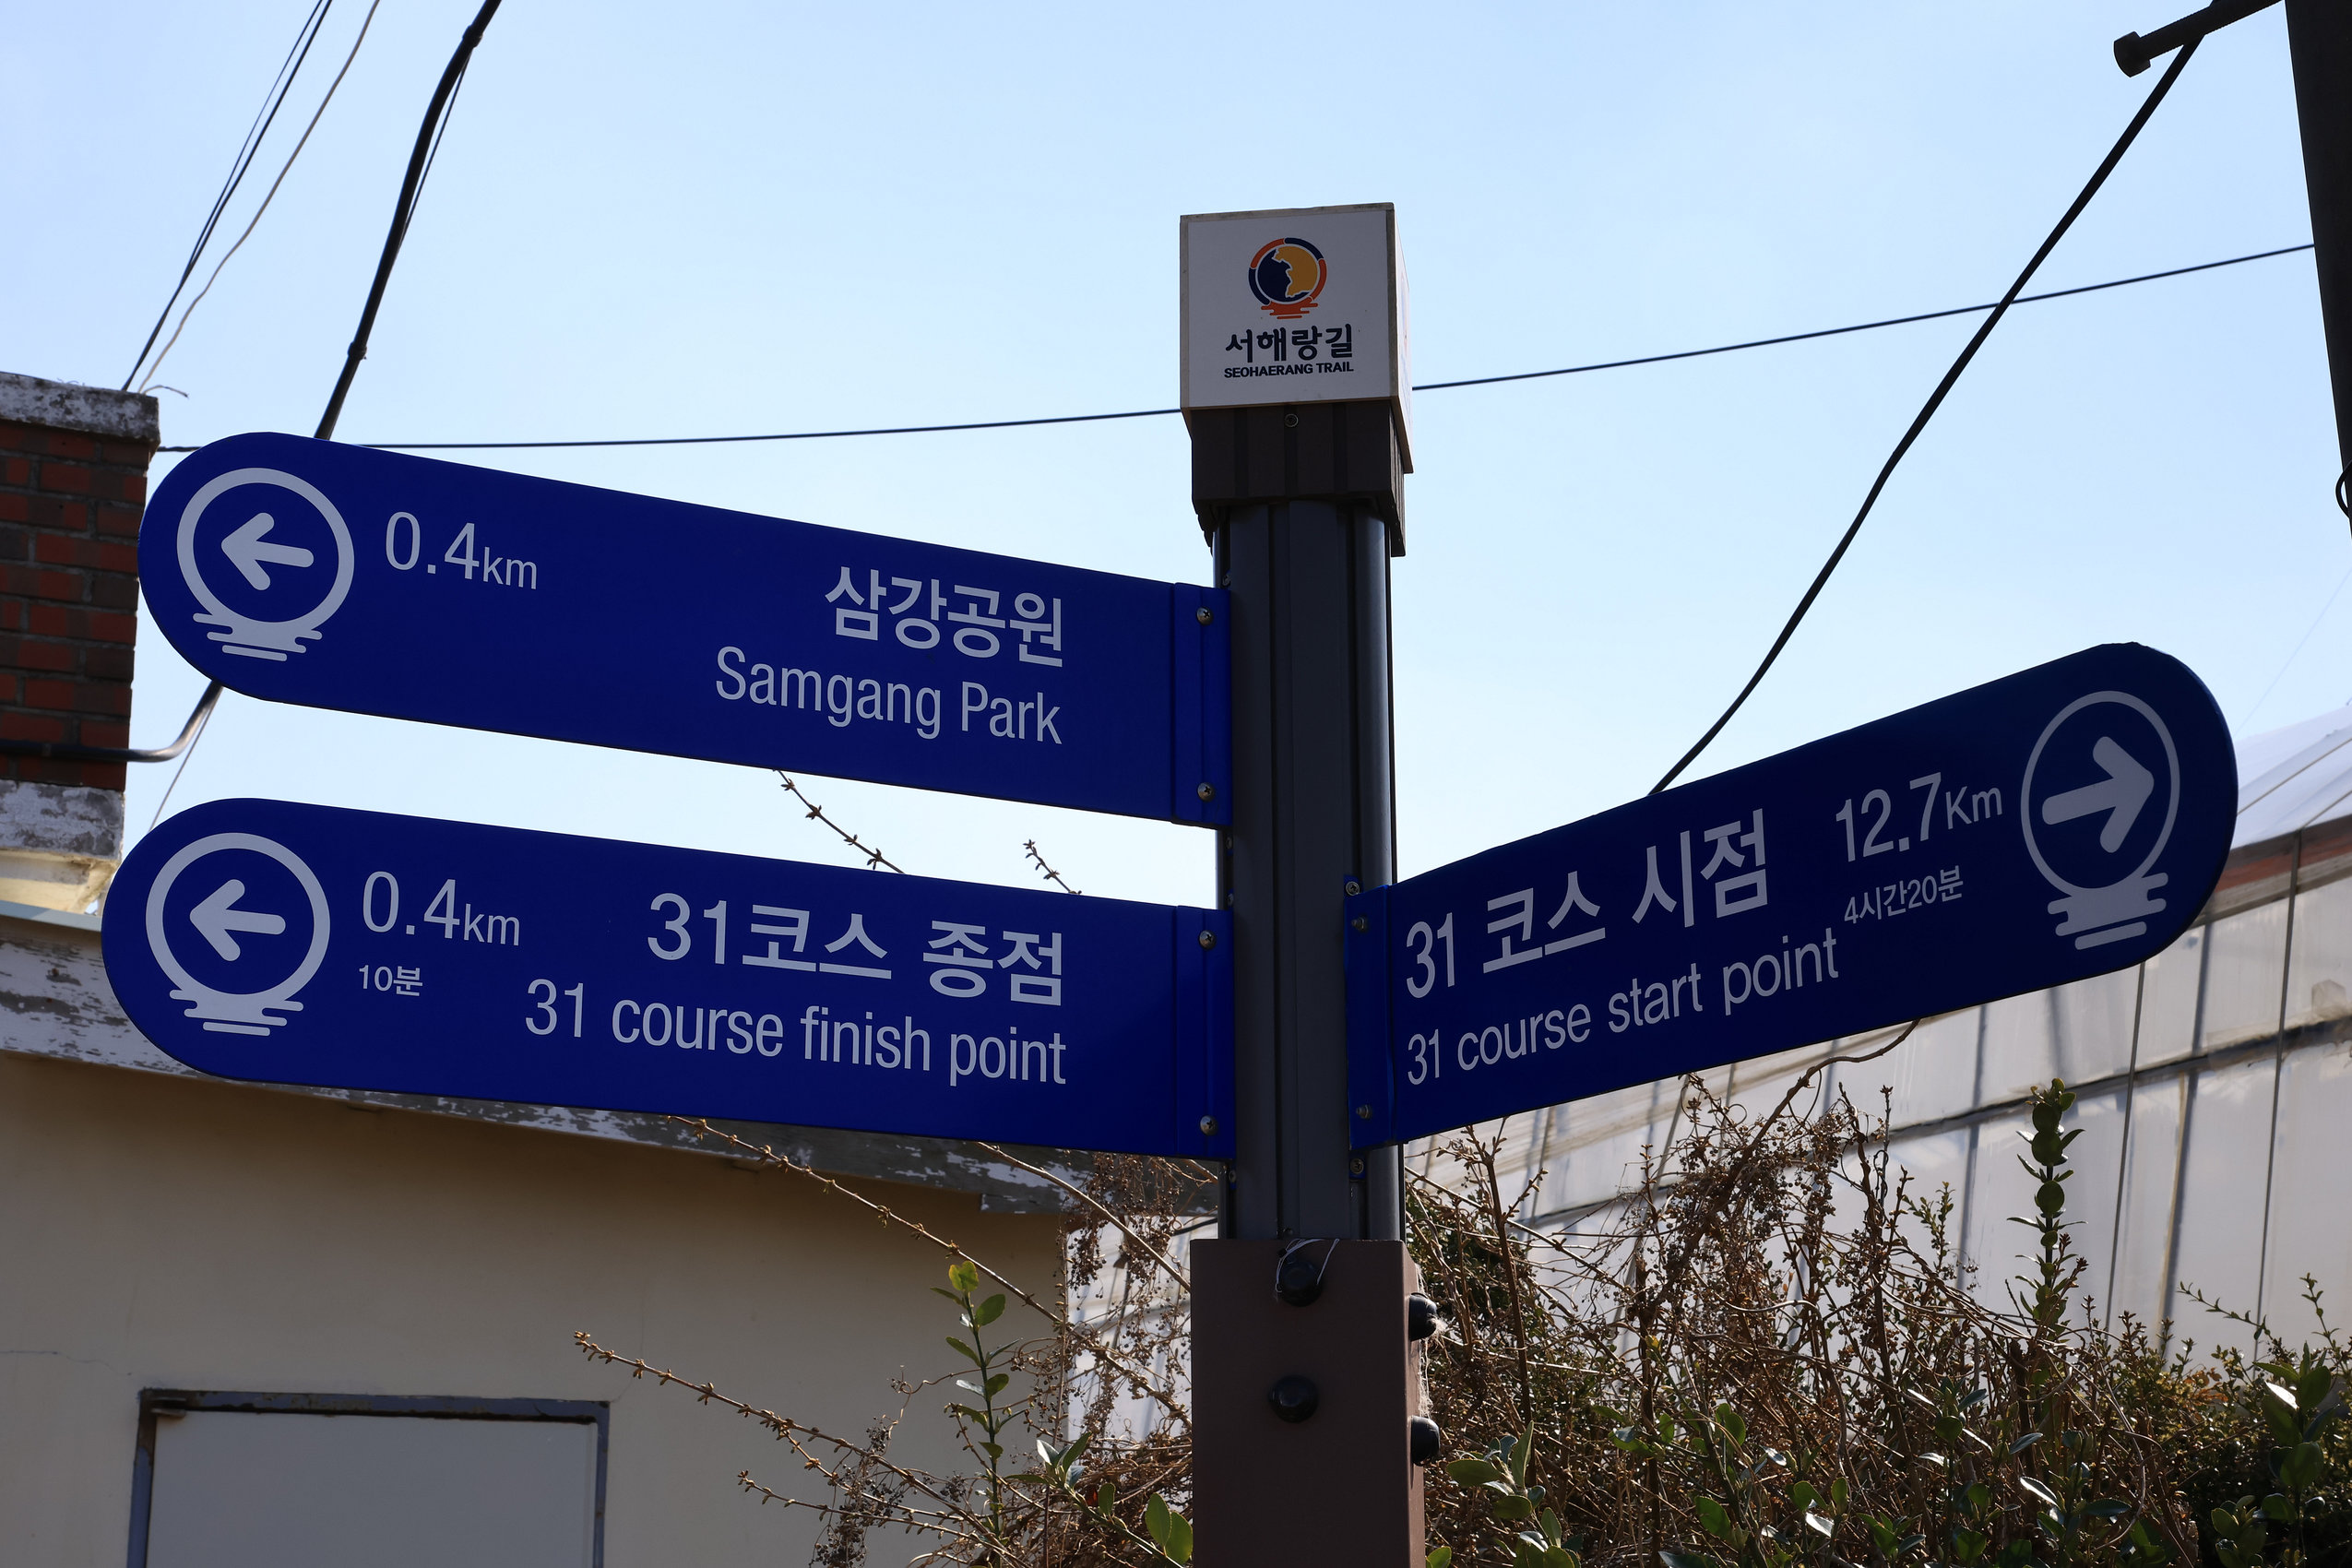 서해랑길
SEOHAERANG TRAIL
0.4km
삼강공원
Samgang Park
0.4km
10분
31코스 종점
31 course finish point
31 코스 시점
31 course start point
12.7Km
4시간20분